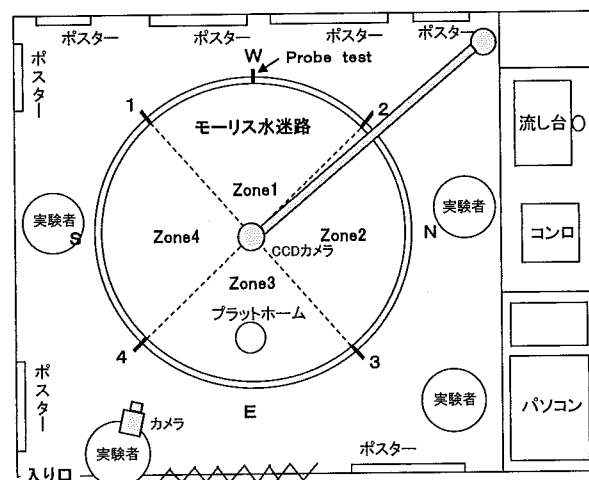 ポスター
ポスター
ポスター
ポスター
ポスター
W
Probe test
1
2
モーリス水迷路
流し台
Zone1
実験者
S
Zone4
Zone2
N
実験者
コンロ
CCDカメラ
Zone3
プラットホーム
4
3
E
ポスター
カメラ
実験者
実験者
パソコン
ポスター
入り口